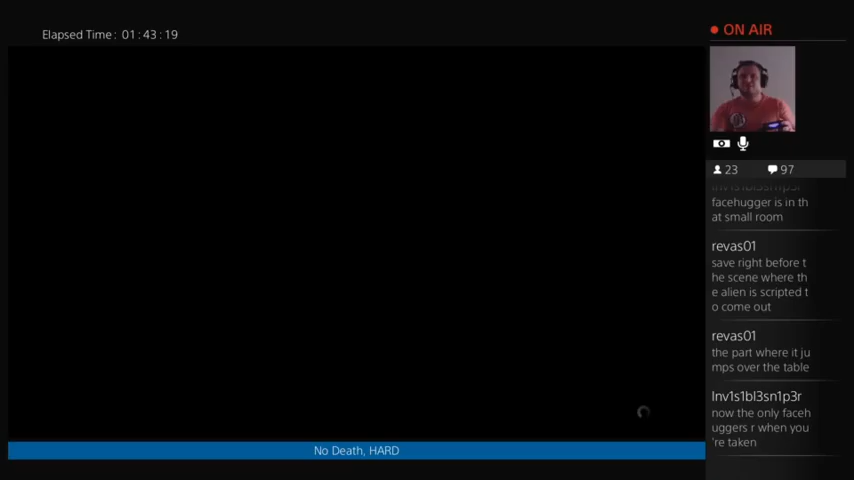 Elapsed Time: 01:43:19
ON AIR
23
97
facehugger is in th
at small room
revas01
save right before t
he scene where th
e alien is scripted t
o come out
revas01
the part where it ju
mps over the table
Inv1s1bl3sn1p3r
now the only faceh
uggers r when you
're taken
No Death, HARD